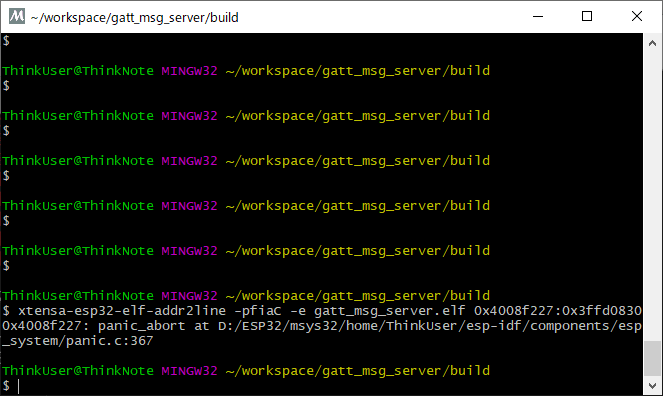 ~/workspace/gatt_msg_server/build
$
ThinkUser@ThinkNote MINGW32 ~/workspace/gatt_msg_server/build
$
ThinkUser@ThinkNote MINGW32 ~/workspace/gatt_msg_server/build
$
ThinkUser@ThinkNote MINGW32 ~/workspace/gatt_msg_server/build
$
ThinkUser@ThinkNote MINGW32 ~/workspace/gatt_msg_server/build
$
ThinkUser@ThinkNote MINGW32 ~/workspace/gatt_msg_server/build
$
ThinkUser@ThinkNote MINGW32 ~/workspace/gatt_msg_server/build
$ xtensa-esp32-elf-addr2line -pfiaC -e gatt_msg_server.elf 0x4008f227:0x3ffd0830
0x4008f227: panic_abort at D:/ESP32/msys32/home/ThinkUser/esp-idf/components/esp
_system/panic.c:367
ThinkUser@ThinkNote MINGW32 ~/workspace/gatt_msg_server/build
$